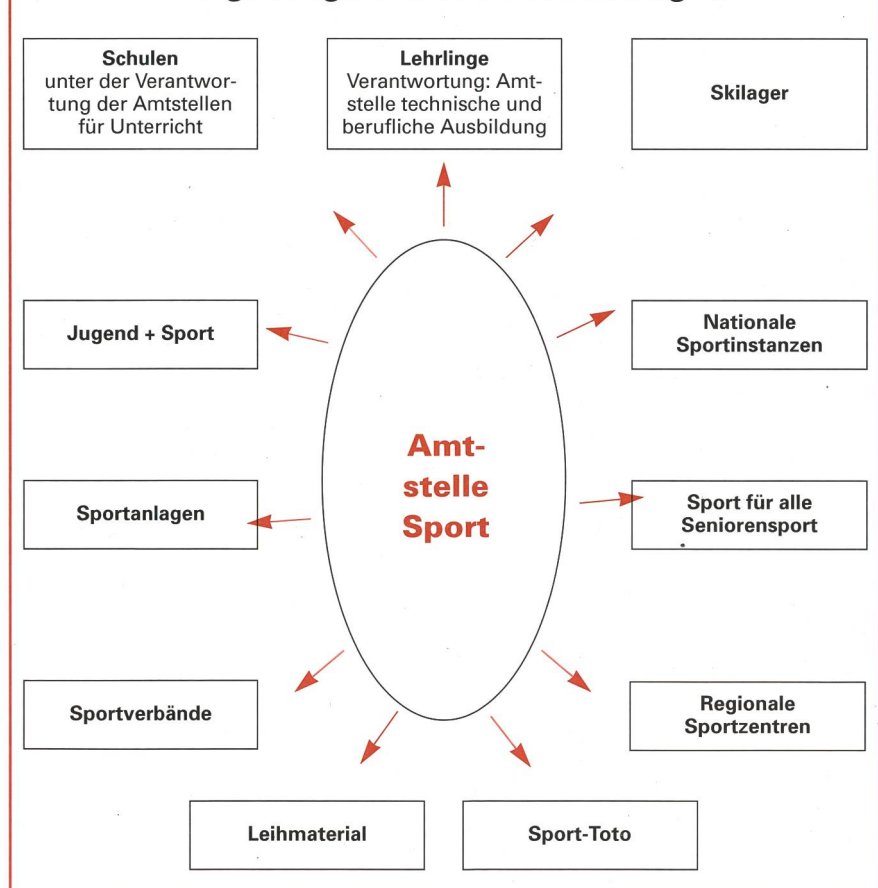 Schulen
unter der Verantwor-
tung der Amtstellen
für Unterricht
Lehrlinge
Verantwortung: Amt-
stelle technische und
berufliche Ausbildung
Skilager
Jugend + Sport
Nationale
Sportinstanzen
Amt-
stelle
Sport
Sportanlagen
Sport für alle
Seniorensport
Sportverbände
Regionale
Sportzentren
Leihmaterial
Sport-Toto